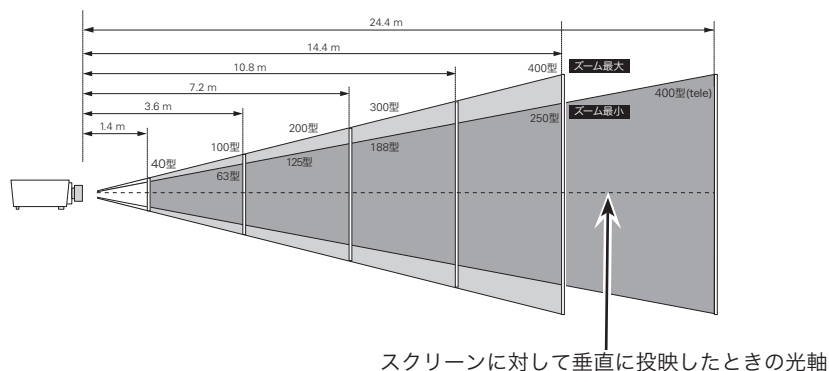 24.4 m
14.4 m
10.8 m
7.2 m
3.6 m
1.4 m
400型
ズーム最大
300型
200型
100型
40型
400型(tele)
ズーム最小
250型
188型
125型
63型
スクリーンに対して垂直に投映したときの光軸